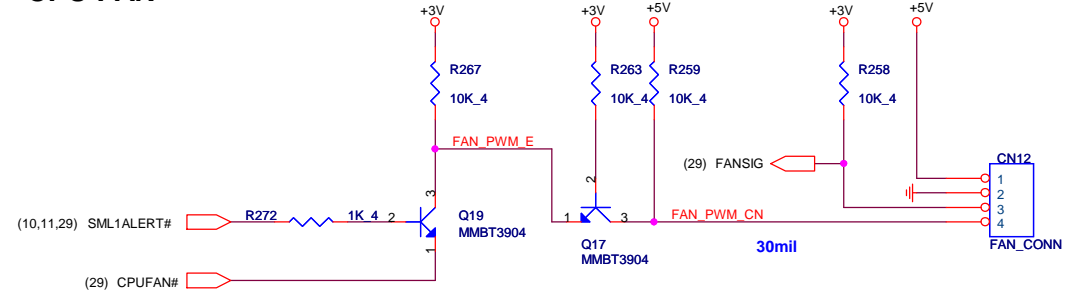 +3V +3V +5V +3V +5V
R267 R263 R259 R258
10K_4 10K_4 10K_4 10K_4
FAN_PWM_E
(29) FANSIG
CN12
1
2
3
4
FAN_CONN
3
2
(10,11,29) SML1ALERT# R272 1K_4 2
Q19
MMBT3904
1
1 3
FAN_PWM_CN
Q17
MMBT3904
30mil
(29) CPUFAN#